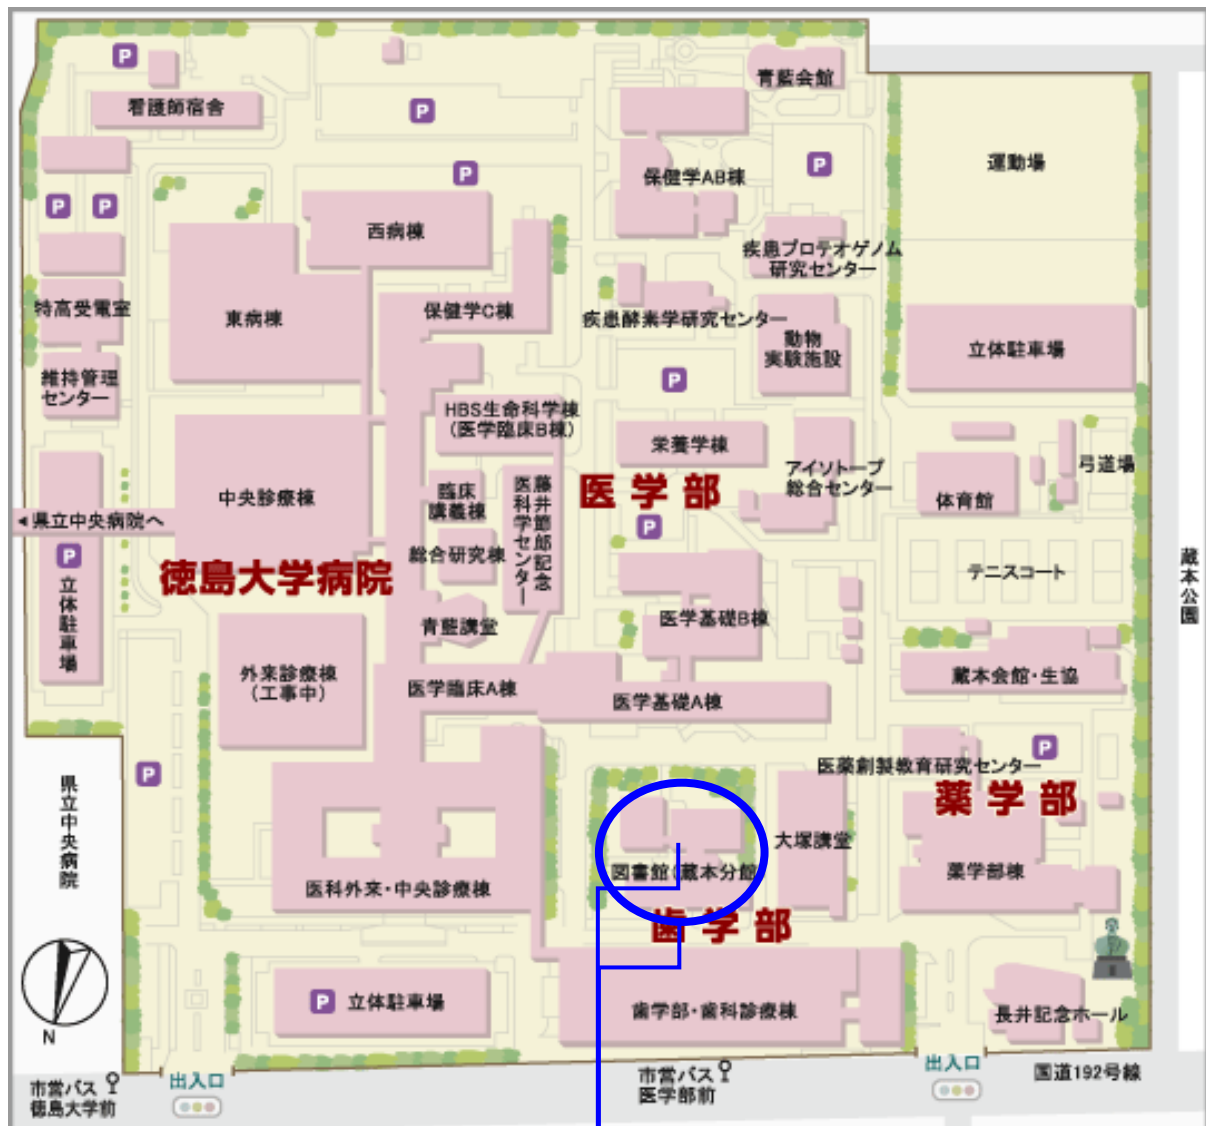 P
青藍会館
看護師宿舎
P
P
保健学AB棟
P
運動場
P
P
西病棟
疾患プロテオゲノム
研究センター
特高受電室
東病棟
保健学C棟
疾患酵素学研究センター
動物
実験施設
立体駐車場
維持管理
センター
P
HBS生命科学棟
(医学臨床B棟)
栄養学棟
アイソトープ
総合センター
体育館
弓道場
中央診療棟
臨床
講義棟
藤井節郎記念
医科学センター
医学部
◀県立中央病院へ
P
P
立体駐車場
徳島大学病院
総合研究棟
テニスコート
蔵本公園
青藍講堂
医学基礎B棟
外来診療棟
(工事中)
医学臨床A棟
医学基礎A棟
蔵本会館・生協
県立中央病院
P
P
医薬創製教育研究センター
薬学部
大塚講堂
図書館(蔵本分館
薬学部棟
医科外来・中央診療棟
歯学部
N
P 立体駐車場
歯学部・歯科診療棟
長井記念ホール
市営バス
徳島大学前
出入口
市営バス
医学部前
出入口
国道192号線